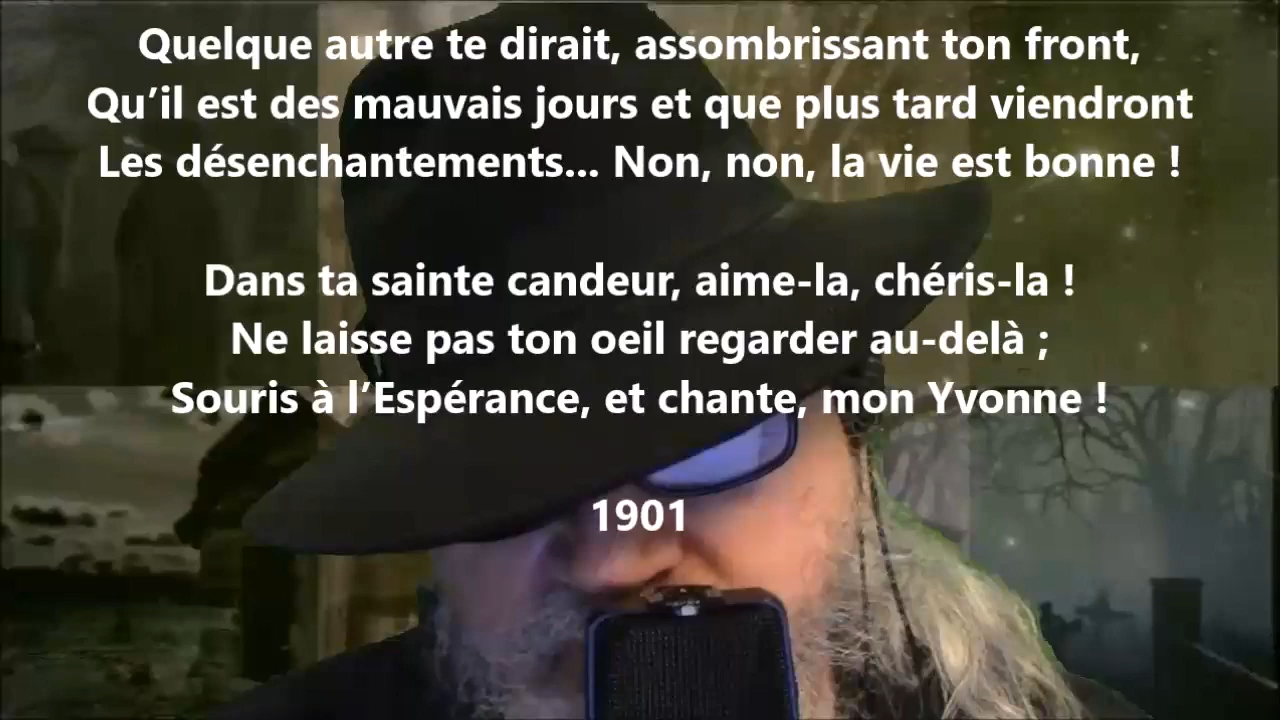 Quelque autre te dirait, assombrissant ton front,
Qu’il est des mauvais jours et que plus tard viendront
Les désenchantements... Non, non, la vie est bonne !
Dans ta sainte candeur, aime-la, chéris-la !
Ne laisse pas ton oeil regarder au-delà ;
Souris à l’Espérance, et chante, mon Yvonne !
1901